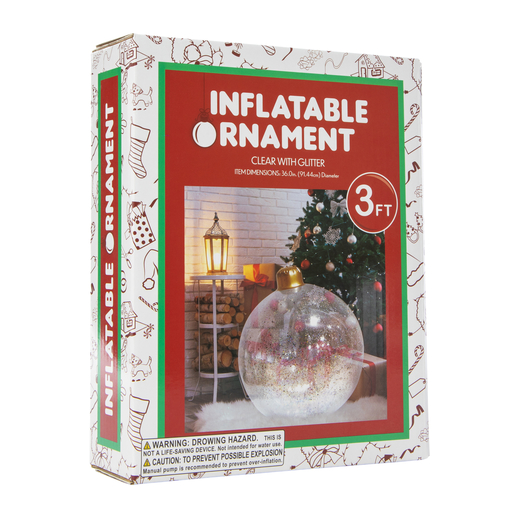 INFLATABLE
ORNAMENT
CLEAR WITH GLITTER
ITEM DIMENSIONS: 36.0in. (91.44cm) Diameter
3FT
INFLATABLE ORNAMENT
WARNING: DROWING HAZARD. THIS IS
NOT A LIFE-SAVING DEVICE. Not intended for water use.
CAUTION: TO PREVENT POSSIBLE EXPLOSION
Manual pump is recommended to prevent over-inflation.